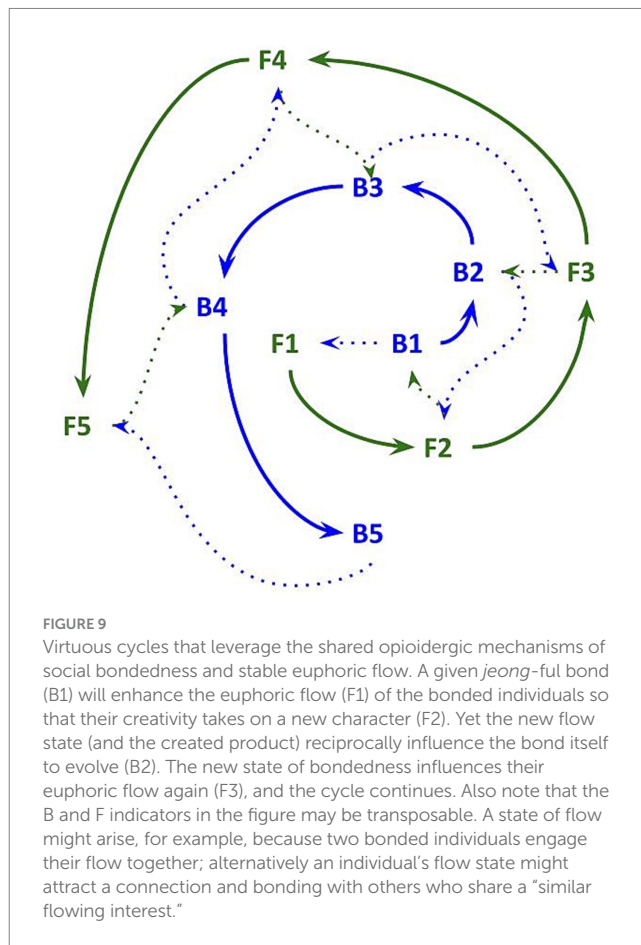 F4
B3
B2
F3
B4
F1
B1
F5
F2
B5
FIGURE 9
Virtuous cycles that leverage the shared opioidergic mechanisms of
social bondedness and stable euphoric flow. A given jeong-ful bond
(B1) will enhance the euphoric flow (F1) of the bonded individuals so
that their creativity takes on a new character (F2). Yet the new flow
state (and the created product) reciprocally influence the bond itself
to evolve (B2). The new state of bondedness influences their
euphoric flow again (F3), and the cycle continues. Also note that the
B and F indicators in the figure may be transposable. A state of flow
might arise, for example, because two bonded individuals engage
their flow together; alternatively an individual's flow state might
attract a connection and bonding with others who share a “similar
flowing interest.”